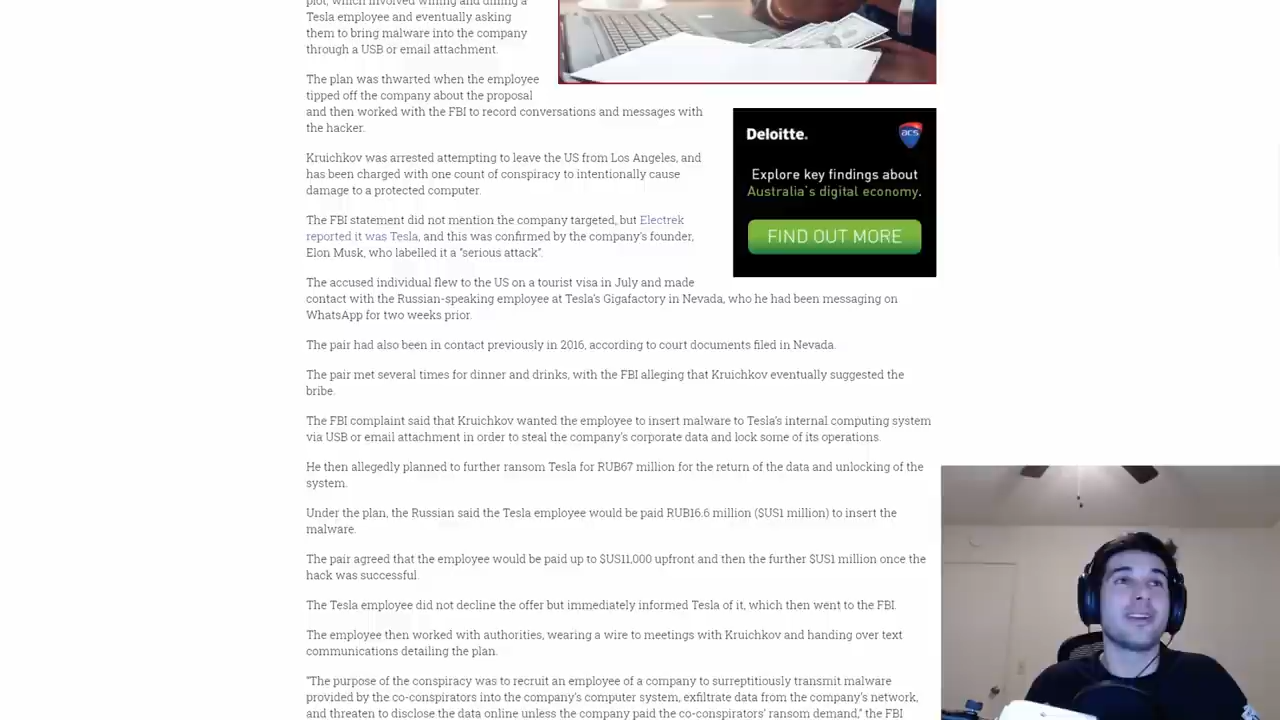 plot, which involved wining and dining a
Tesla employee and eventually asking
them to bring malware into the company
through a USB or email attachment.
The plan was thwarted when the employee
tipped off the company about the proposal
and then worked with the FBI to record conversations and messages with
the hacker.
Kruichkov was arrested attempting to leave the US from Los Angeles, and
has been charged with one count of conspiracy to intentionally cause
damage to a protected computer.
The FBI statement did not mention the company targeted, but Electrek
reported it was Tesla, and this was confirmed by the company's founder,
Elon Musk, who labelled it a "serious attack".
The accused individual flew to the US on a tourist visa in July and made
contact with the Russian-speaking employee at Tesla's Gigafactory in Nevada, who he had been messaging on
WhatsApp for two weeks prior.
The pair had also been in contact previously in 2016, according to court documents filed in Nevada.
The pair met several times for dinner and drinks, with the FBI alleging that Kruichkov eventually suggested the
bribe.
The FBI complaint said that Kruichkov wanted the employee to insert malware to Tesla's internal computing system
via USB or email attachment in order to steal the company's corporate data and lock some of its operations.
He then allegedly planned to further ransom Tesla for RUB67 million for the return of the data and unlocking of the
system.
Under the plan, the Russian said the Tesla employee would be paid RUB16.6 million ($US1 million) to insert the
malware.
The pair agreed that the employee would be paid up to $US11,000 upfront and then the further $US1 million once the
hack was successful.
The Tesla employee did not decline the offer but immediately informed Tesla of it, which then went to the FBI.
The employee then worked with authorities, wearing a wire to meetings with Kruichkov and handing over text
communications detailing the plan.
"The purpose of the conspiracy was to recruit an employee of a company to surreptitiously transmit malware
provided by the co-conspirators into the company's computer system, exfiltrate data from the company's network,
and threaten to disclose the data online unless the company paid the co-conspirators' ransom demand," the FBI
Deloitte.
acs
Explore key findings about
Australia's digital economy.
FIND OUT MORE